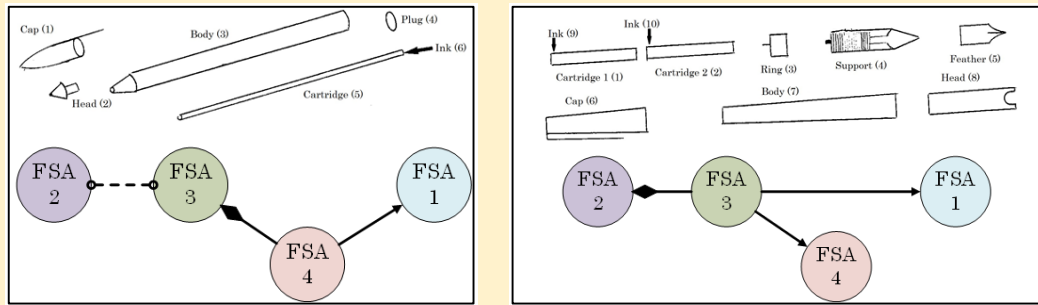 Cap (1)
Body (3)
Plug (4)
Ink (6)
Head (2)
Cartridge (5)
FSA
2
FSA
3
FSA
1
FSA
4
Ink (9)
Ink (10)
Cartridge 1 (1)
Cartridge 2 (2)
Ring (3)
Support (4)
Feather (5)
Cap (6)
Body (7)
Head (8)
FSA
2
FSA
3
FSA
1
FSA
4